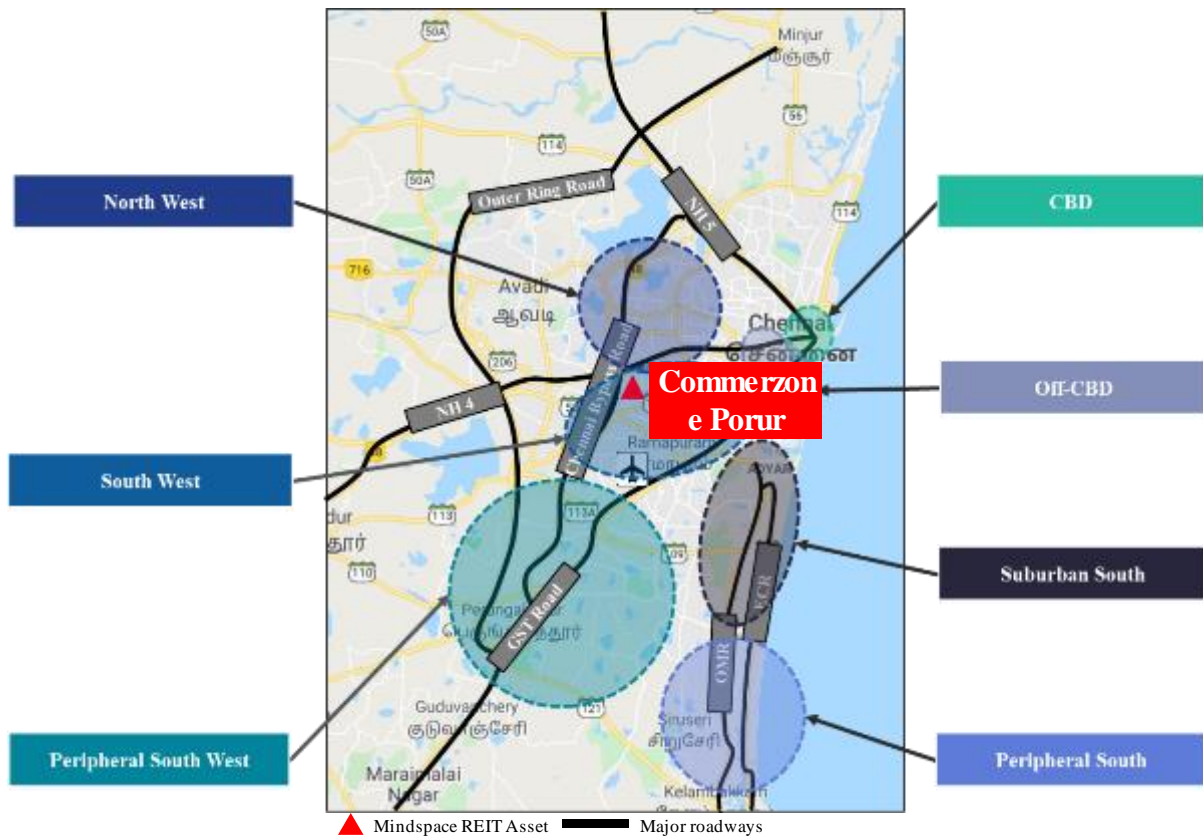 50A
Minjur
மிஞ்சூர்
56
114
50A
Outer Ring Road
North West
NH 5
CBD
114
716
Avadi
ஆவடி
Chennai
சென்னை
206
Commerzon
e Porur
Off-CBD
NH 4
Chennai Bypass Road
Ramapuram
South West
ADYAR
113
113A
109
110
Suburban South
ECR
GST Road
OMR
Guduvanchery
கூடுவாஞ்சேரி
121
Siruseri
சிறுசேரி
Peripheral South West
Peripheral South
Maraimalai
Nagar
Kelambakkam
Mindspace REIT Asset
Major roadways